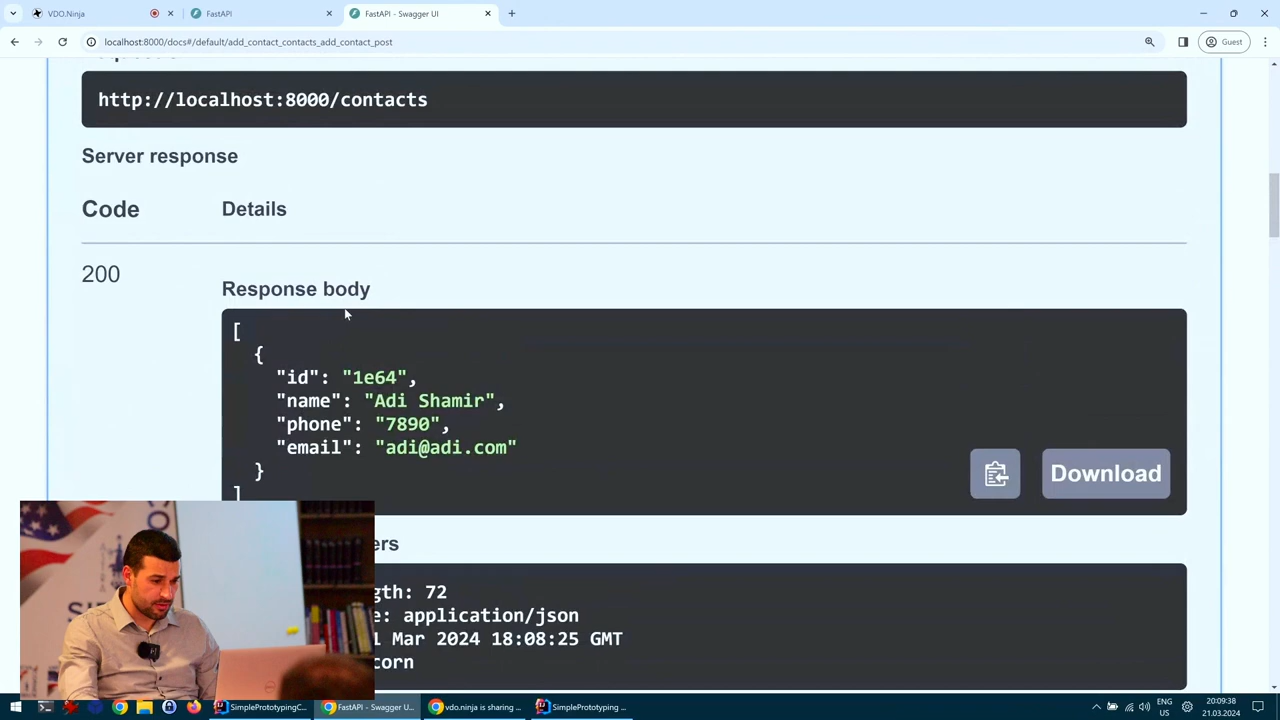 VDO.Ninja
FastAPI
FastAPI - Swagger UI
localhost:8000/docs#/default/add_contact_contacts_add_contact_post
Guest
http://localhost:8000/contacts
Server response
Code
Details
200
Response body
[
{
"id": "1e64",
"name": "Adi Shamir",
"phone": "7890",
"email": "adi@adi.com"
}
]
Download
ers
gth: 72
e: application/json
1 Mar 2024 18:08:25 GMT
corn
SimplePrototypingC...
FastAPI - Swagger U...
vdo.ninja is sharing ...
SimplePrototyping ...
ENG
US
20:09:38
21.03.2024